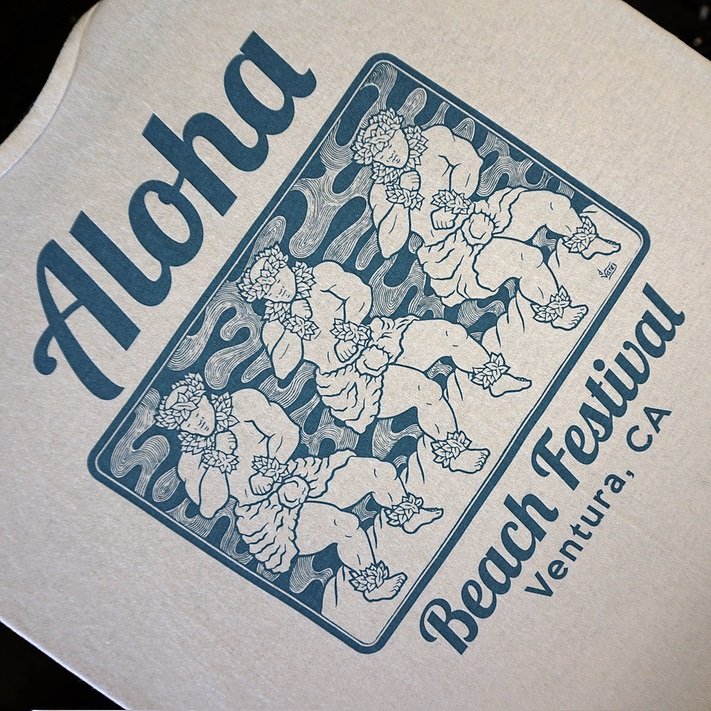 Aloha
Beach Festival
Ventura, CA